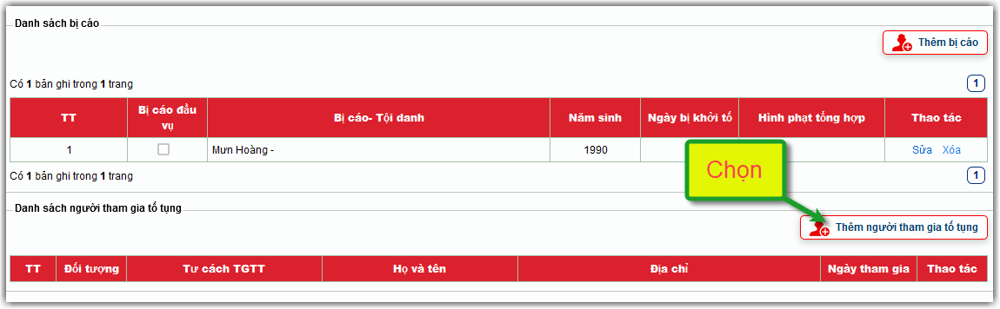 Danh sách bị cáo
Thêm bị cáo
Có 1 bản ghi trong 1 trang
1
TT Bị cáo đầu vụ Bị cáo- Tội danh Năm sinh Ngày bị khởi tố Hình phạt tổng hợp Thao tác
1 Mưn Hoàng - 1990 Sửa Xóa
Có 1 bản ghi trong 1 trang
1
Chọn
Danh sách người tham gia tố tụng
Thêm người tham gia tố tụng
TT Đối tượng Tư cách TGTT Họ và tên Địa chỉ Ngày tham gia Thao tác